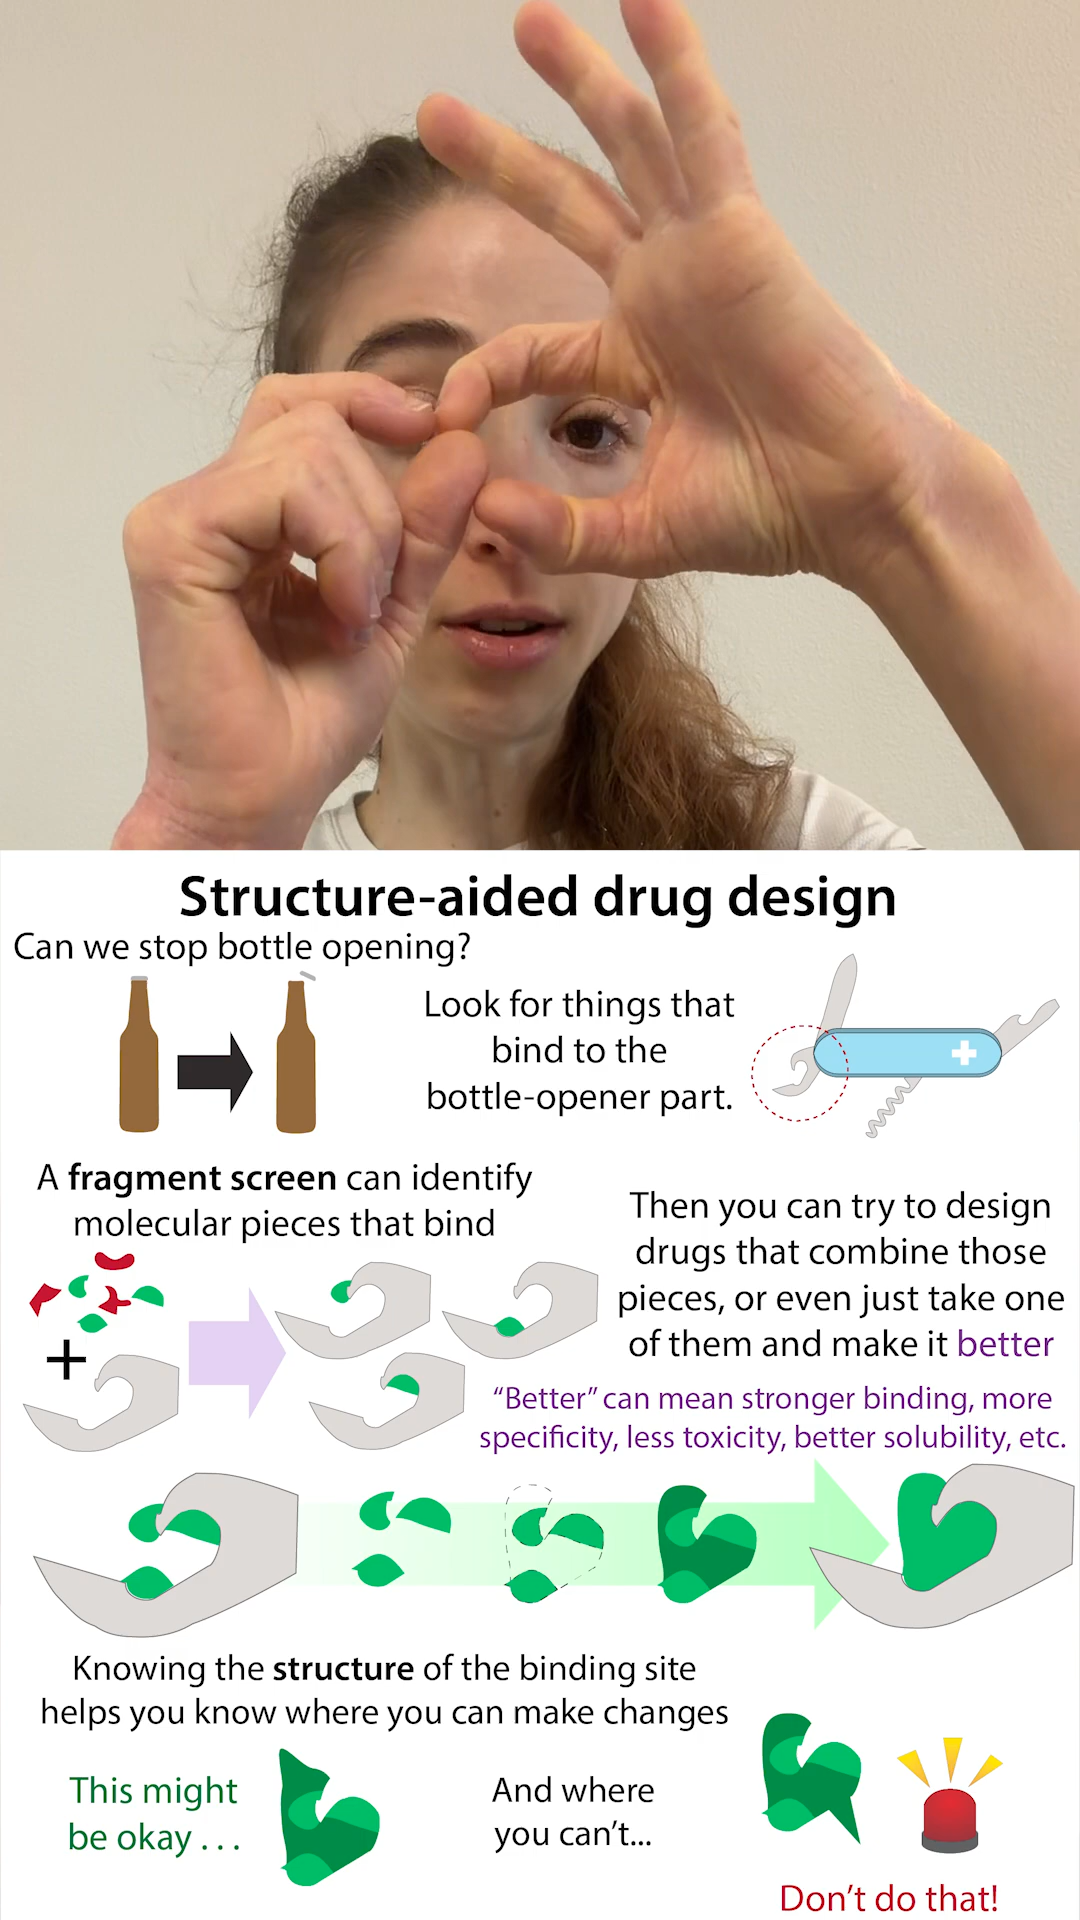 Structure-aided drug design
Can we stop bottle opening?
Look for things that
bind to the
bottle-opener part.
A fragment screen can identify
molecular pieces that bind
Then you can try to design
drugs that combine those
pieces, or even just take one
of them and make it better
“Better” can mean stronger binding, more
specificity, less toxicity, better solubility, etc.
Knowing the structure of the binding site
helps you know where you can make changes
This might
be okay . . .
And where
you can’t...
Don’t do that!